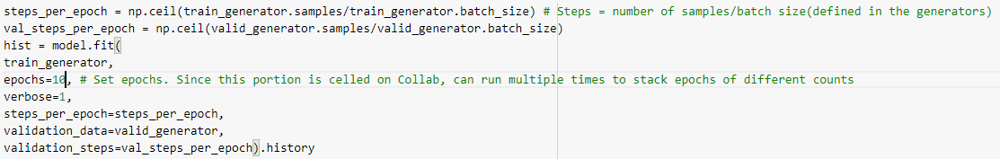 steps_per_epoch = np.ceil(train_generator.samples/train_generator.batch_size) # Steps = number of samples/batch size(defined in the generators)
val_steps_per_epoch = np.ceil(valid_generator.samples/valid_generator.batch_size)
hist = model.fit(
train_generator,
epochs=10, # Set epochs. Since this portion is celled on Collab, can run multiple times to stack epochs of different counts
verbose=1,
steps_per_epoch=steps_per_epoch,
validation_data=valid_generator,
validation_steps=val_steps_per_epoch).history